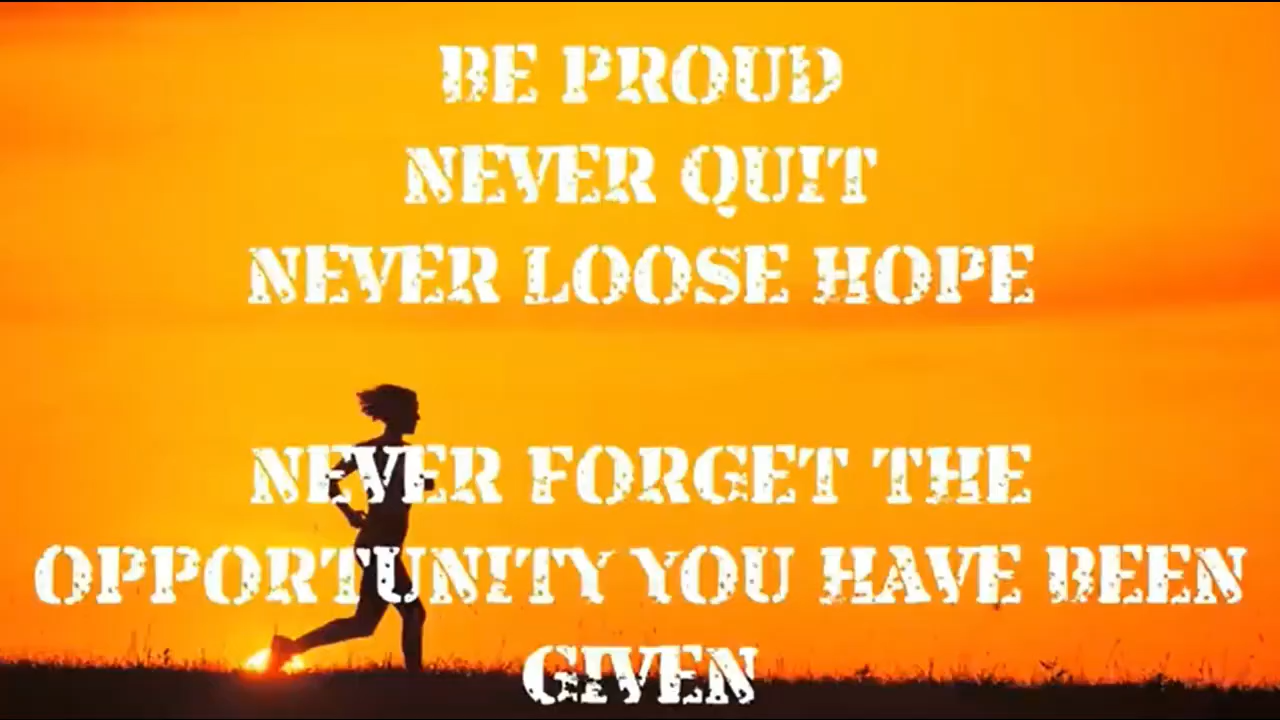 BE PROUD
NEVER QUIT
NEVER LOOSE HOPE
NEVER FORGET THE
OPPORTUNITY YOU HAVE BEEN
GIVEN